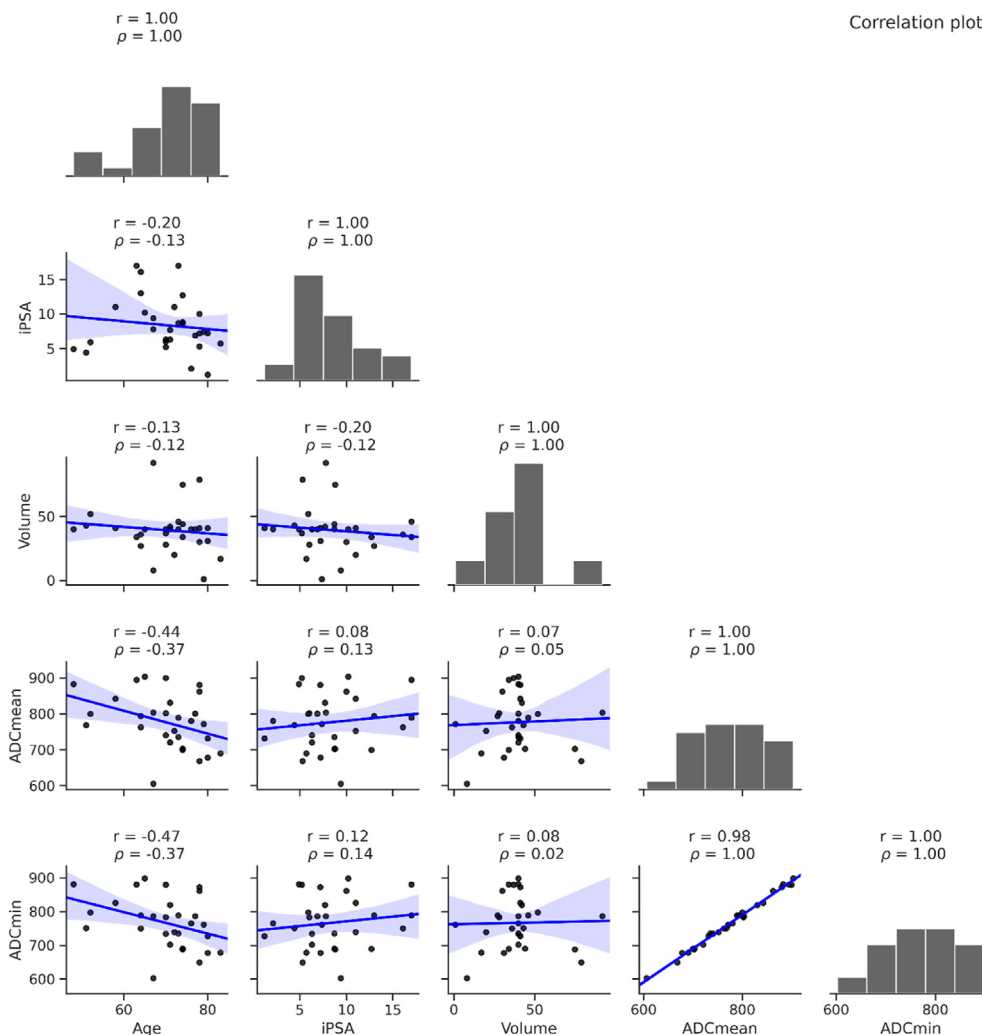 r = 1.00
ρ = 1.00
Correlation plot
r = -0.20
ρ = -0.13
r = 1.00
ρ = 1.00
15
10
5
iPSA
5
10
15
r = -0.13
ρ = -0.12
r = -0.20
ρ = -0.12
r = 1.00
ρ = 1.00
50
0
Volume
60
80
r = -0.44
ρ = -0.37
r = 0.08
ρ = 0.13
r = 0.07
ρ = 0.05
r = 1.00
ρ = 1.00
900
800
700
600
ADCmean
r = -0.47
ρ = -0.37
r = 0.12
ρ = 0.14
r = 0.08
ρ = 0.02
r = 0.98
ρ = 1.00
r = 1.00
ρ = 1.00
900
800
700
600
ADCmin
60
80
5
10
15
0
50
600
800
600
800
Age
iPSA
Volume
ADCmean
ADCmin